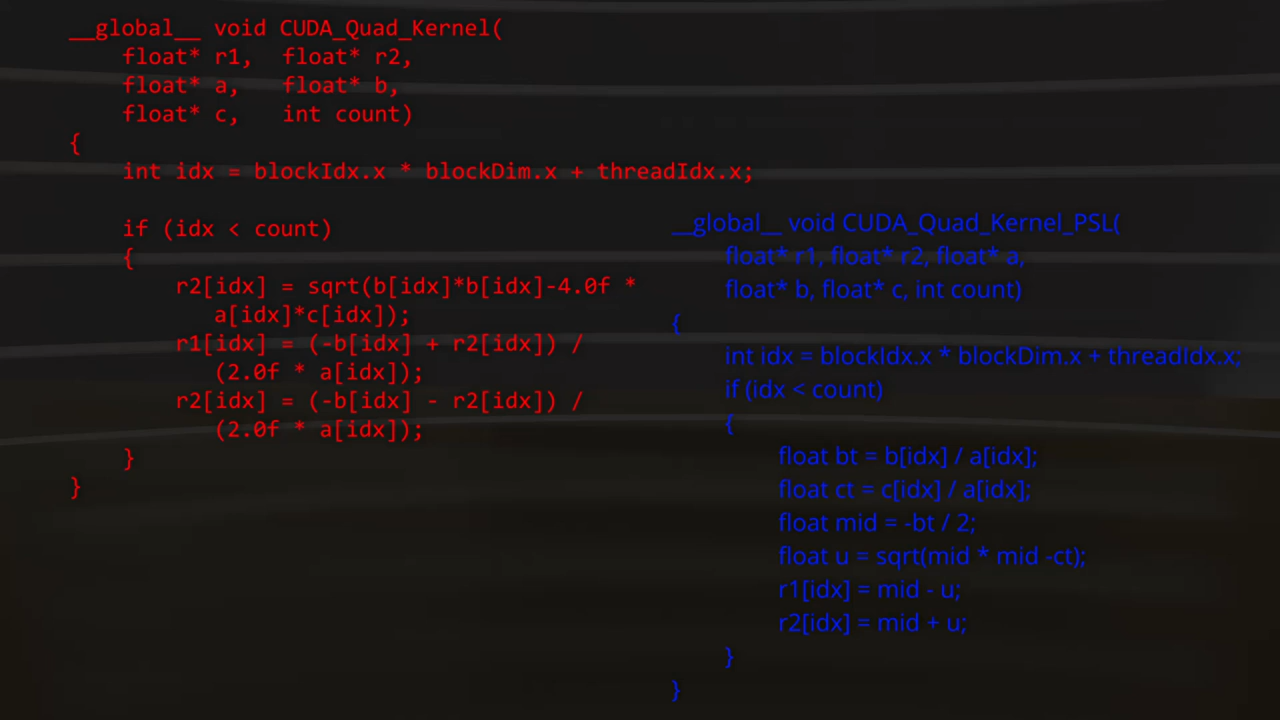 __global__ void CUDA_Quad_Kernel(
float* r1, float* r2,
float* a, float* b,
float* c, int count)
{
int idx = blockIdx.x * blockDim.x + threadIdx.x;
if (idx < count)
{
r2[idx] = sqrt(b[idx]*b[idx]-4.0f *
a[idx]*c[idx]);
r1[idx] = (-b[idx] + r2[idx]) /
(2.0f * a[idx]);
r2[idx] = (-b[idx] - r2[idx]) /
(2.0f * a[idx]);
}
}
__global__ void CUDA_Quad_Kernel_PSL(
float* r1, float* r2, float* a,
float* b, float* c, int count)
{
int idx = blockIdx.x * blockDim.x + threadIdx.x;
if (idx < count)
{
float bt = b[idx] / a[idx];
float ct = c[idx] / a[idx];
float mid = -bt / 2;
float u = sqrt(mid * mid -ct);
r1[idx] = mid - u;
r2[idx] = mid + u;
}
}